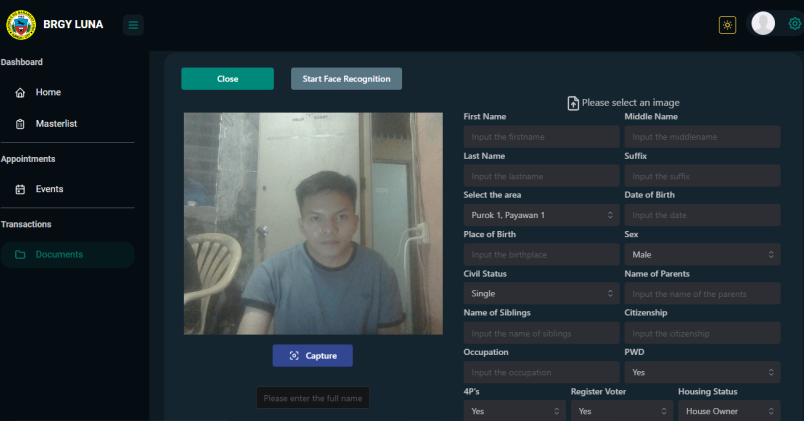 BRGY LUNA
Dashboard
Home
Masterlist
Appointments
Events
Transactions
Documents
Close
Start Face Recognition
Capture
Please enter the full name
Please select an image
First Name
Middle Name
Input the firstname
Input the middlename
Last Name
Suffix
Input the lastname
Input the suffix
Select the area
Date of Birth
Purok 1, Payawan 1
Input the date
Place of Birth
Sex
Input the birthplace
Male
Civil Status
Name of Parents
Single
Input the name of the parents
Name of Siblings
Citizenship
Input the name of siblings
Input the citizenship
Occupation
PWD
Input the occupation
Yes
4P's
Register Voter
Housing Status
Yes
Yes
House Owner